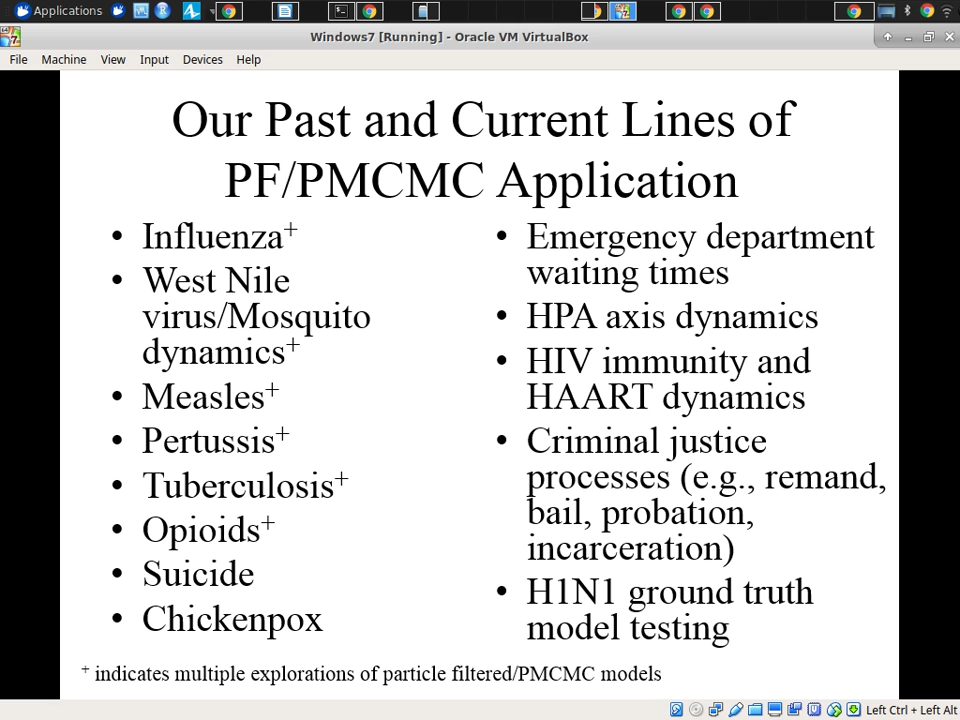 Applications
Windows7 [Running] - Oracle VM VirtualBox
File Machine View Input Devices Help
Our Past and Current Lines of
PF/PMCMC Application
• Influenza+
• West Nile
virus/Mosquito
dynamics+
• Measles+
• Pertussis+
• Tuberculosis+
• Opioids+
• Suicide
• Chickenpox
• Emergency department
waiting times
• HPA axis dynamics
• HIV immunity and
HAART dynamics
• Criminal justice
processes (e.g., remand,
bail, probation,
incarceration)
• H1N1 ground truth
model testing
+ indicates multiple explorations of particle filtered/PMCMC models
Left Ctrl + Left Alt